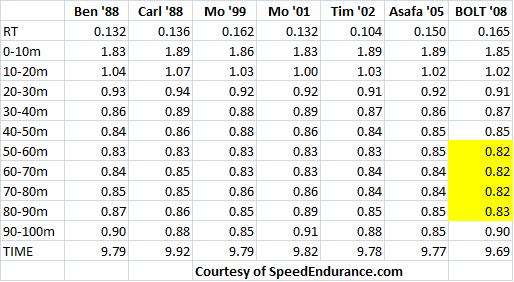 Ben '88 Carl '88 Mo '99 Mo '01 Tim '02 Asafa '05 BOLT '08
RT 0.132 0.136 0.162 0.132 0.104 0.150 0.165
0-10m 1.83 1.89 1.86 1.83 1.89 1.89 1.85
10-20m 1.04 1.07 1.03 1.00 1.03 1.02 1.02
20-30m 0.93 0.94 0.92 0.92 0.91 0.92 0.91
30-40m 0.86 0.89 0.88 0.89 0.87 0.86 0.87
40-50m 0.84 0.86 0.88 0.86 0.84 0.85 0.85
50-60m 0.83 0.83 0.83 0.83 0.83 0.85 0.82
60-70m 0.84 0.85 0.83 0.83 0.84 0.84 0.82
70-80m 0.85 0.85 0.86 0.86 0.84 0.84 0.82
80-90m 0.87 0.86 0.85 0.89 0.85 0.85 0.83
90-100m 0.90 0.88 0.85 0.91 0.88 0.85 0.90
TIME 9.79 9.92 9.79 9.82 9.78 9.77 9.69
Courtesy of SpeedEndurance.com